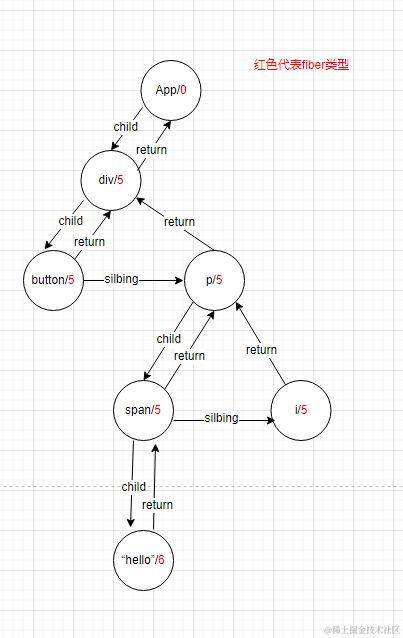 红色代表fiber类型
App/0
child
return
div/5
child
return
return
button/5
silbing
p/5
child
return
return
span/5
silbing
i/5
child
return
“hello”/6
@稀土掘金技术社区